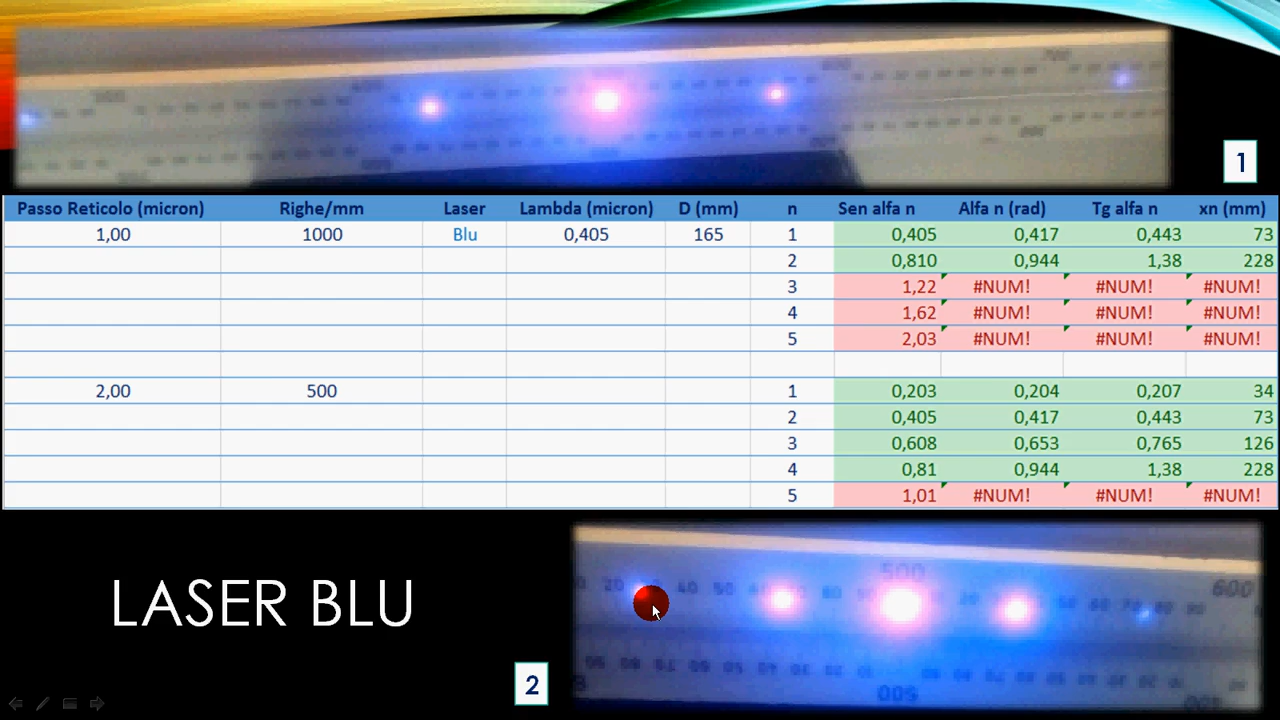 1
Passo Reticolo (micron) Righe/mm Laser Lambda (micron) D (mm) n Sen alfa n Alfa n (rad) Tg alfa n xn (mm)
1,00 1000 Blu 0,405 165 1 0,405 0,417 0,443 73
2 0,810 0,944 1,38 228
3 1,22 #NUM! #NUM! #NUM!
4 1,62 #NUM! #NUM! #NUM!
5 2,03 #NUM! #NUM! #NUM!
2,00 500 1 0,203 0,204 0,207 34
2 0,405 0,417 0,443 73
3 0,608 0,653 0,765 126
4 0,81 0,944 1,38 228
5 1,01 #NUM! #NUM! #NUM!
500 600
20 40 50
LASER BLU
2
500